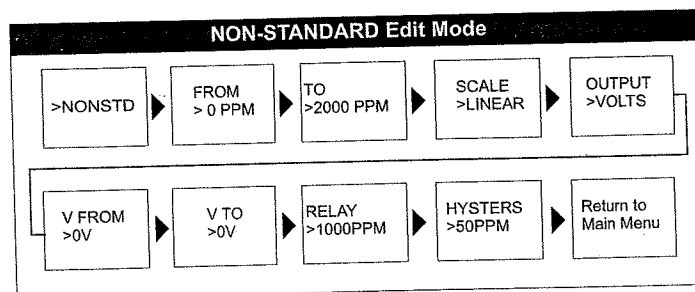 NON-STANDARD Edit Mode
>NONSTD
FROM
> 0 PPM
TO
>2000 PPM
SCALE
>LINEAR
OUTPUT
>VOLTS
V FROM
>0V
V TO
>0V
RELAY
>1000PPM
HYSTERS
>50PPM
Return to
Main Menu